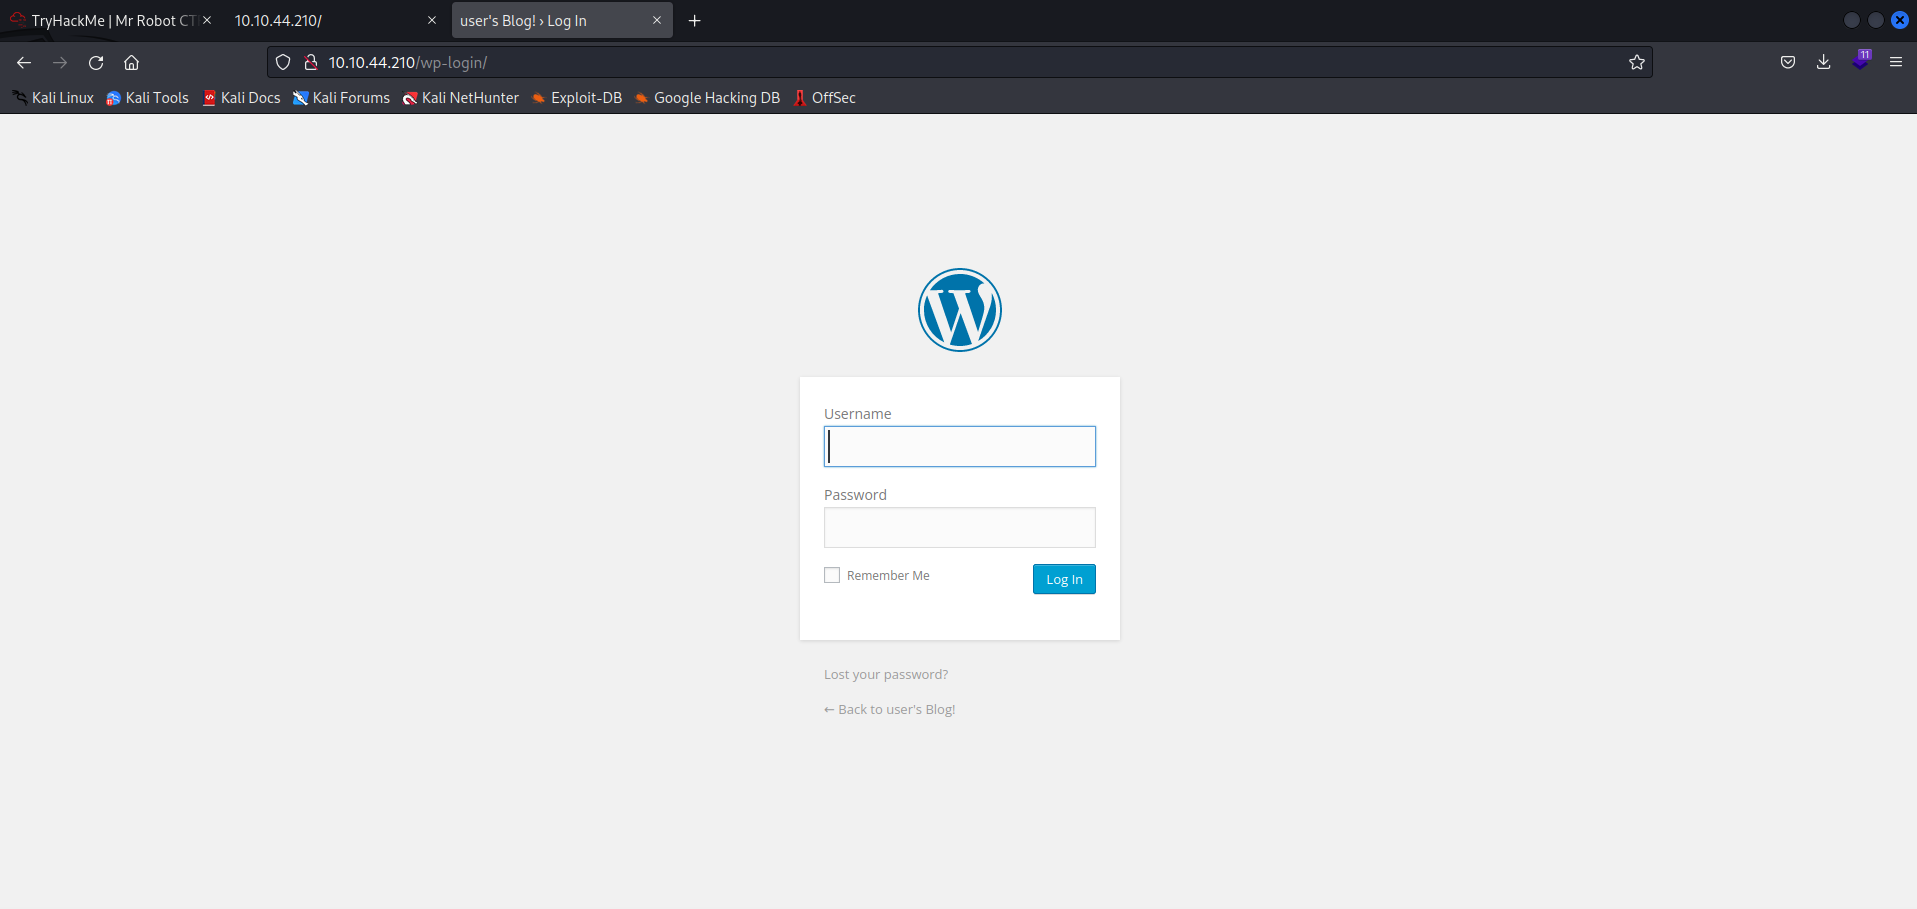 TryHackMe | Mr Robot CT
10.10.44.210/
user's Blog! › Log In
10.10.44.210/wp-login/
11
Kali Linux
Kali Tools
Kali Docs
Kali Forums
Kali NetHunter
Exploit-DB
Google Hacking DB
OffSec
Username
Password
Remember Me
Log In
Lost your password?
← Back to user's Blog!